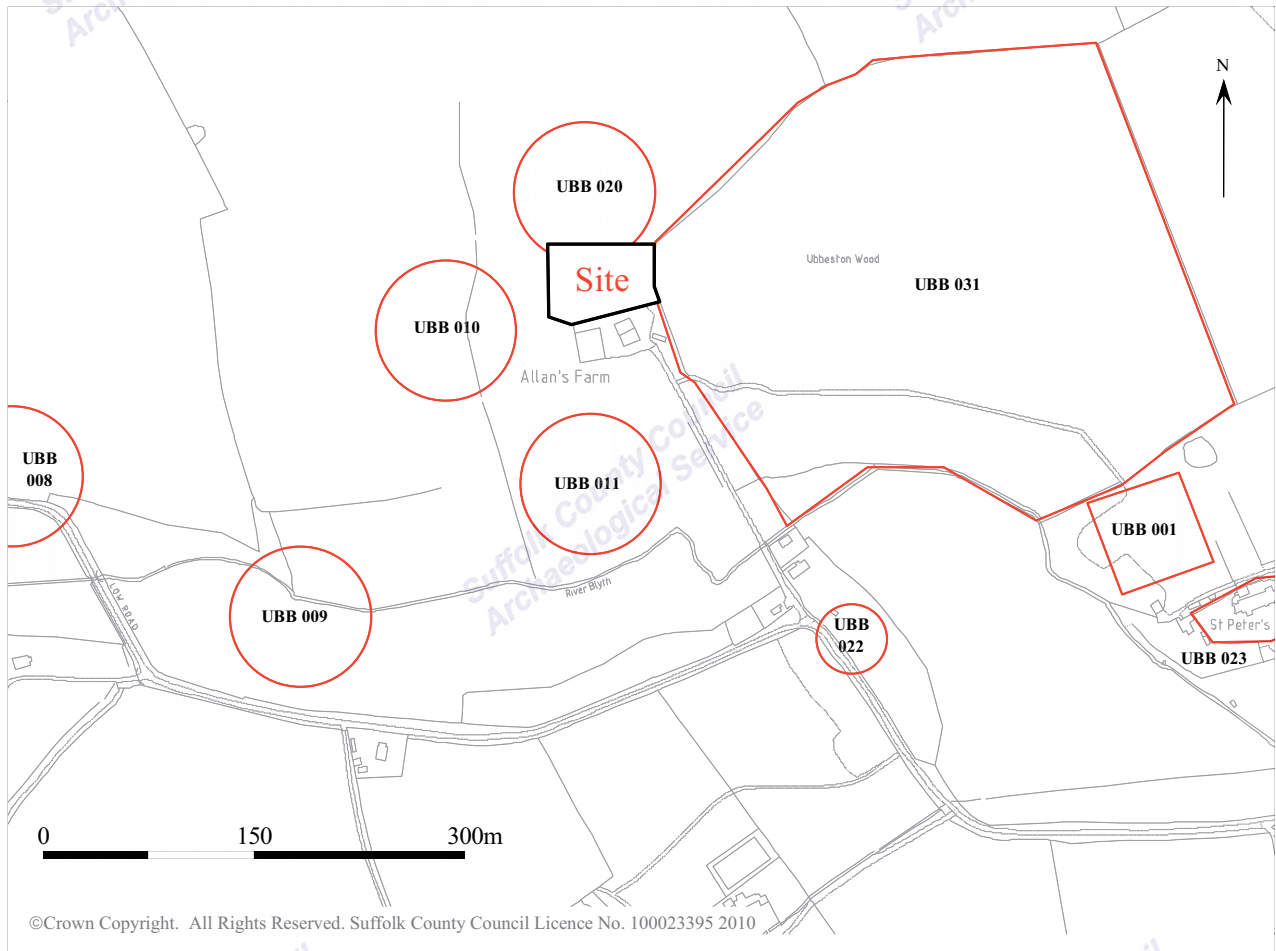 Suffolk County Council
Archaeological Service
N
UBB 020
Site
Ubbeston Wood
UBB 031
UBB 010
Allan's Farm
UBB
008
UBB 011
UBB 001
River Blyth
LOW ROAD
UBB 009
UBB
022
St Peter's
UBB 023
0
150
300m
©Crown Copyright. All Rights Reserved. Suffolk County Council Licence No. 100023395 2010